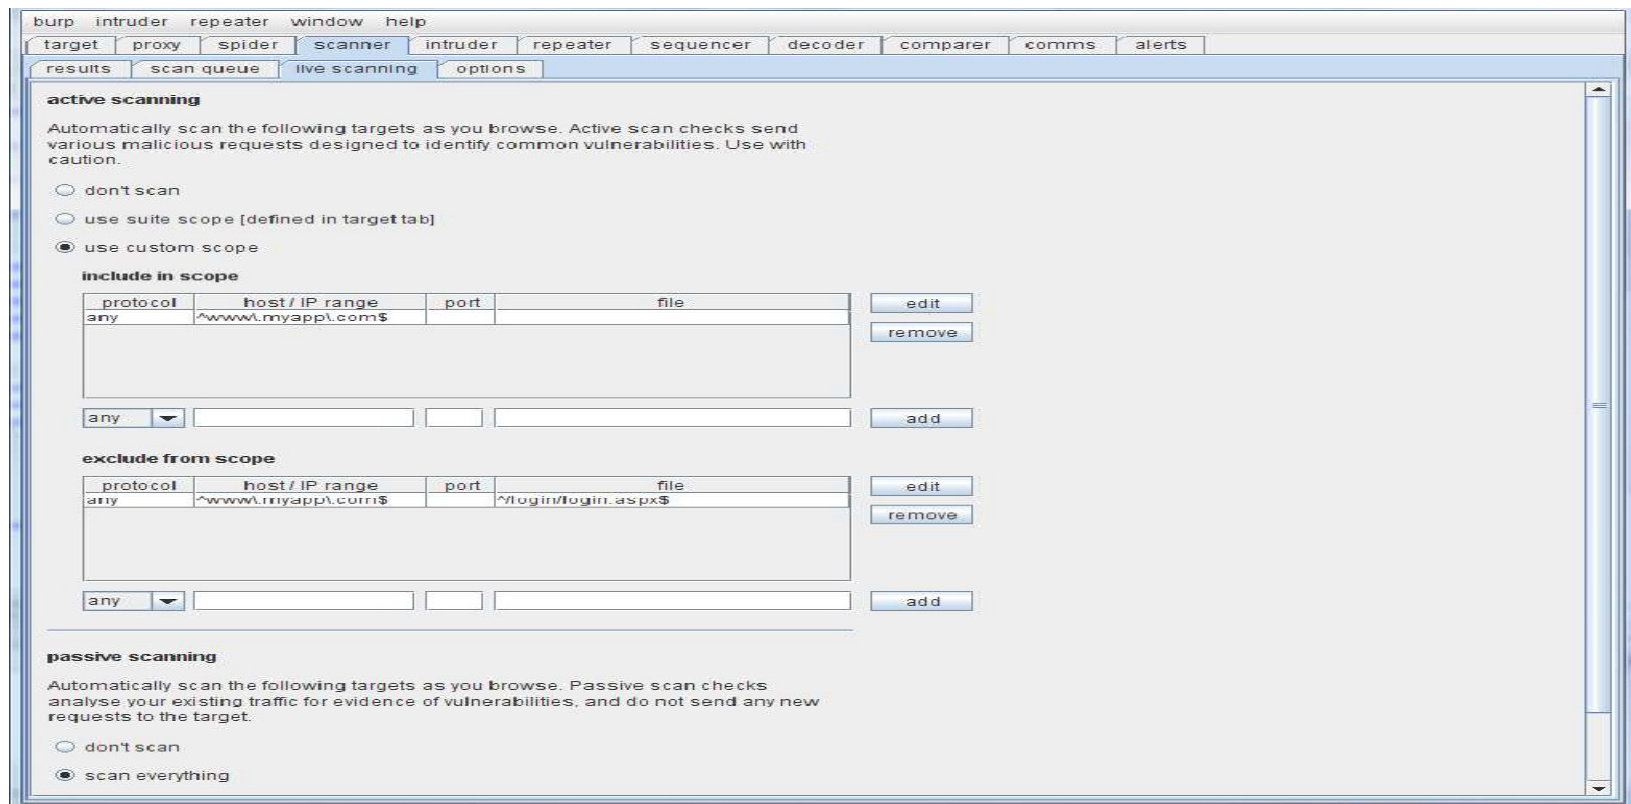 burp intruder repeater window help
target proxy spider scanner intruder repeater sequencer decoder comparer comms alerts
results scan queue live scanning options
active scanning
Automatically scan the following targets as you browse. Active scan checks send
various malicious requests designed to identify common vulnerabilities. Use with
caution.
don't scan
use suite scope [defined in target tab]
use custom scope
include in scope
protocol host / IP range port file
any ^www\.myapp\.com$
edit
remove
any
add
exclude from scope
protocol host / IP range port file
any ^www\.myapp\.com$ ^/login/login.aspx$
edit
remove
any
add
passive scanning
Automatically scan the following targets as you browse. Passive scan checks
analyse your existing traffic for evidence of vulnerabilities, and do not send any new
requests to the target.
don't scan
scan everything